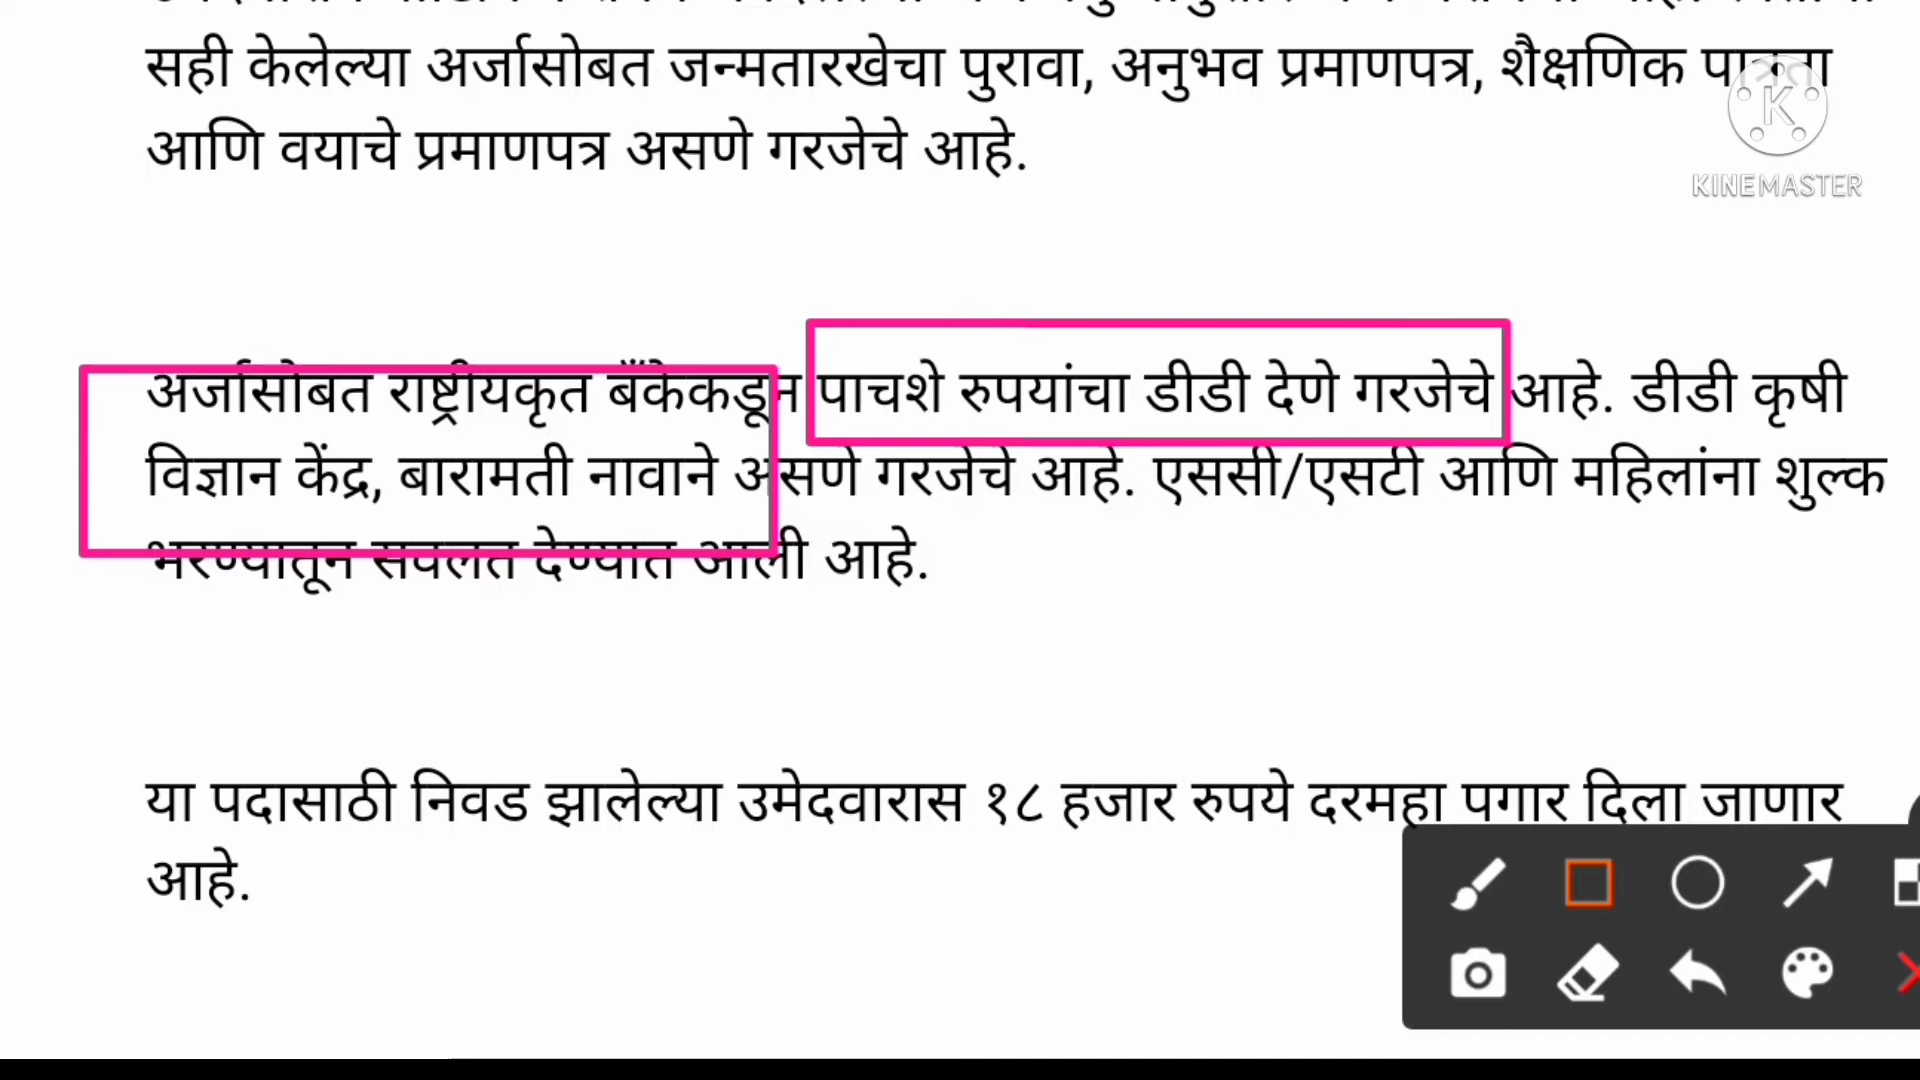 सही केलेल्या अर्जासोबत जन्मतारखेचा पुरावा, अनुभव प्रमाणपत्र, शैक्षणिक पात्रता
आणि वयाचे प्रमाणपत्र असणे गरजेचे आहे.
K
KINEMASTER
अर्जासोबत राष्ट्रीयकृत बँकेकडून पाचशे रुपयांचा डीडी देणे गरजेचे आहे. डीडी कृषी
विज्ञान केंद्र, बारामती नावाने असणे गरजेचे आहे. एससी/एसटी आणि महिलांना शुल्क
भरण्यातून सवलत देण्यात आली आहे.
या पदासाठी निवड झालेल्या उमेदवारास १८ हजार रुपये दरमहा पगार दिला जाणार
आहे.